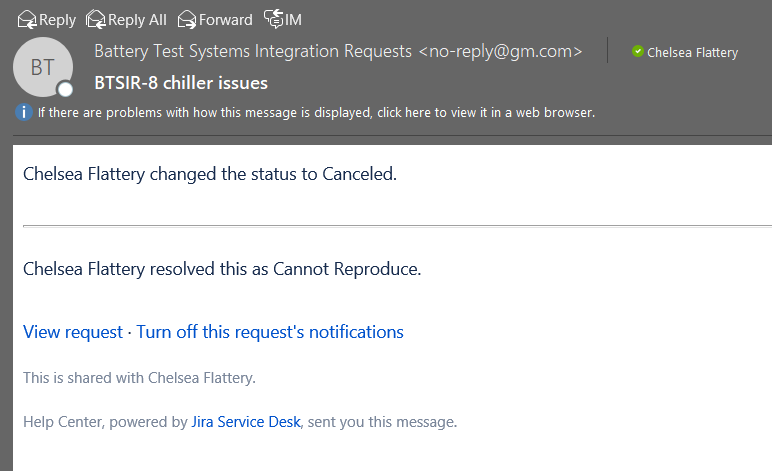 Reply Reply All Forward IM
BT
Battery Test Systems Integration Requests <no-reply@gm.com>
Chelsea Flattery
BTSIR-8 chiller issues
i If there are problems with how this message is displayed, click here to view it in a web browser.
Chelsea Flattery changed the status to Canceled.
Chelsea Flattery resolved this as Cannot Reproduce.
View request · Turn off this request's notifications
This is shared with Chelsea Flattery.
Help Center, powered by Jira Service Desk, sent you this message.